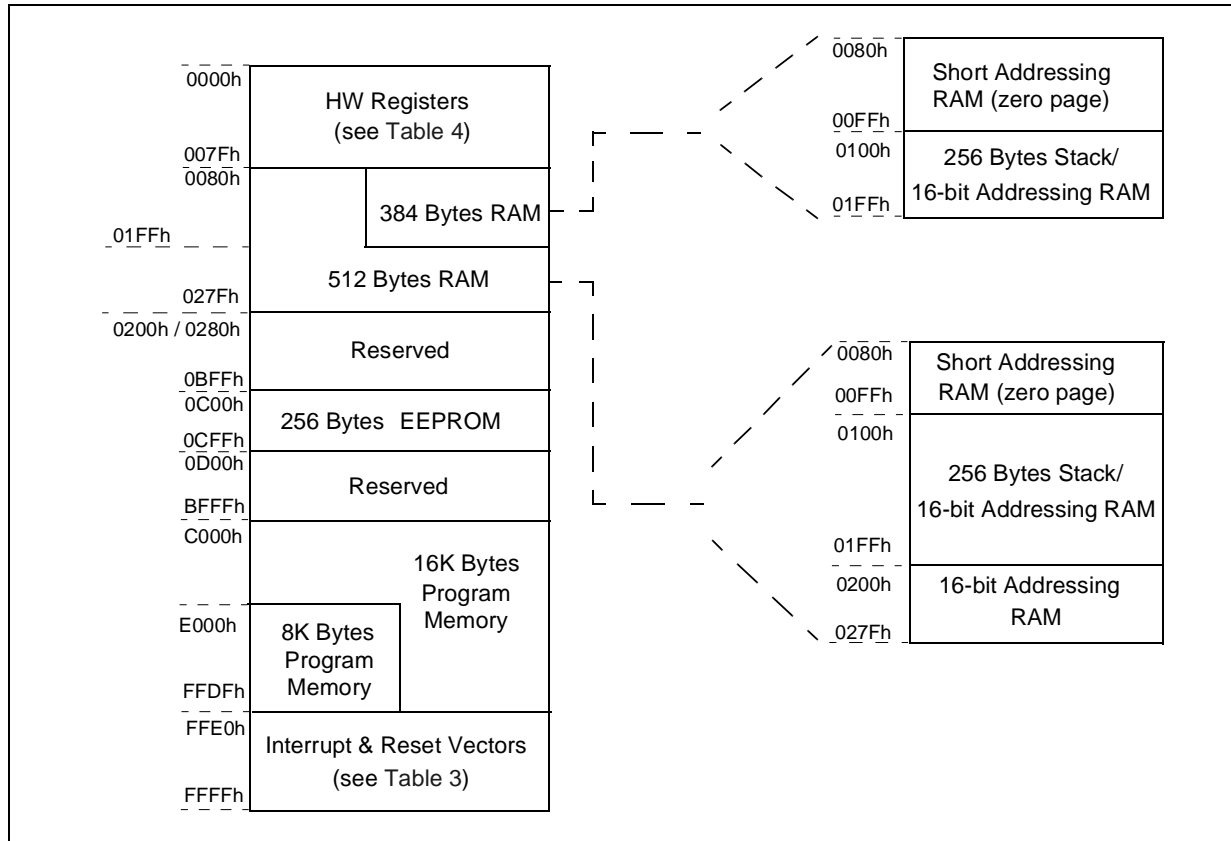 0000h
HW Registers
(see Table 4)
007Fh
0080h
384 Bytes RAM
01FFh
512 Bytes RAM
027Fh
0200h / 0280h
Reserved
0BFFh
0C00h
256 Bytes EEPROM
0CFFh
0D00h
Reserved
BFFFh
C000h
16K Bytes
Program
Memory
E000h
8K Bytes
Program
Memory
FFDFh
FFE0h
Interrupt & Reset Vectors
(see Table 3)
FFFFh
0080h
Short Addressing
RAM (zero page)
00FFh
0100h
256 Bytes Stack/
16-bit Addressing RAM
01FFh
0080h
Short Addressing
RAM (zero page)
00FFh
0100h
256 Bytes Stack/
16-bit Addressing RAM
01FFh
0200h
16-bit Addressing
RAM
027Fh